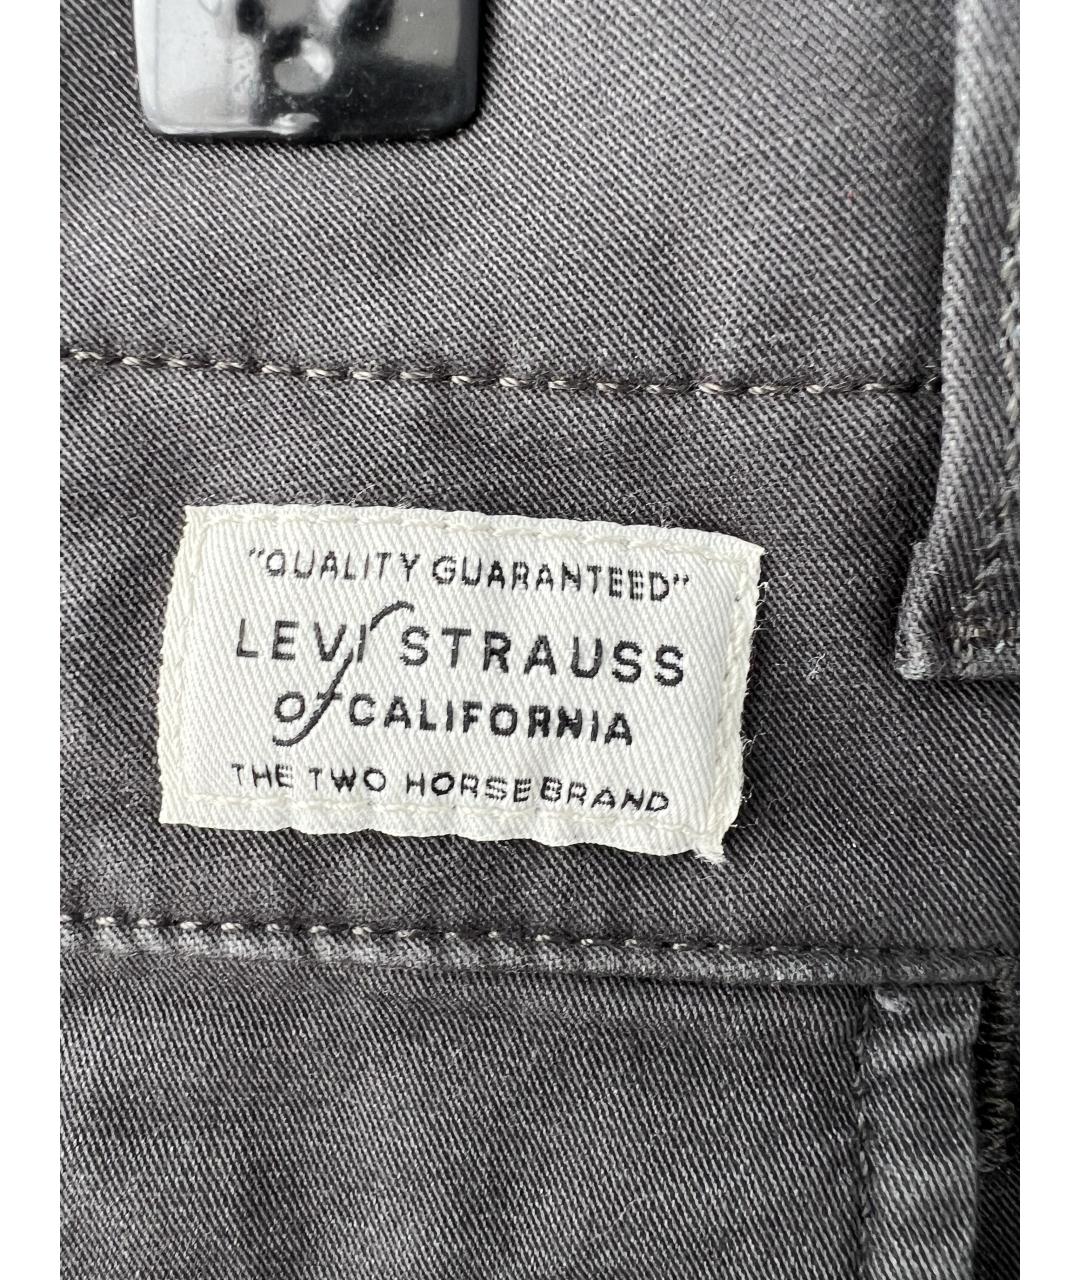 "QUALITY GUARANTEED"
LEVI STRAUSS
of CALIFORNIA
THE TWO HORSE BRAND